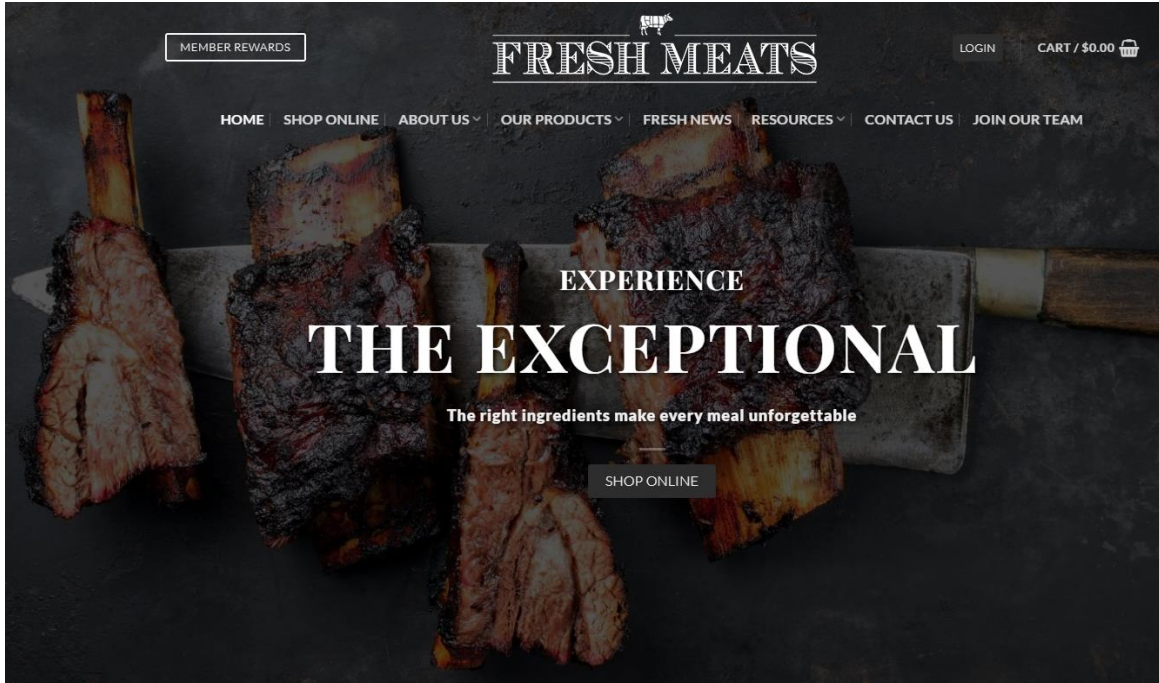 MEMBER REWARDS
FRESH MEATS
LOGIN
CART / $0.00
HOME SHOP ONLINE ABOUT US OUR PRODUCTS FRESH NEWS RESOURCES CONTACT US JOIN OUR TEAM
EXPERIENCE
THE EXCEPTIONAL
The right ingredients make every meal unforgettable
SHOP ONLINE